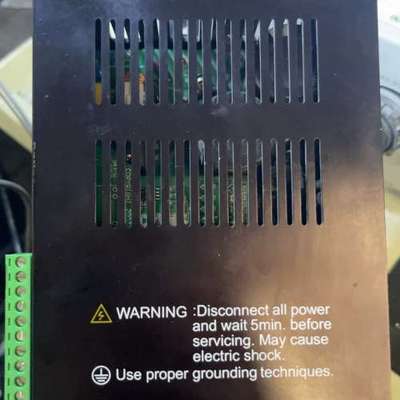 WARNING :Disconnect all power
and wait 5min. before
servicing. May cause
electric shock.
Use proper grounding techniques.